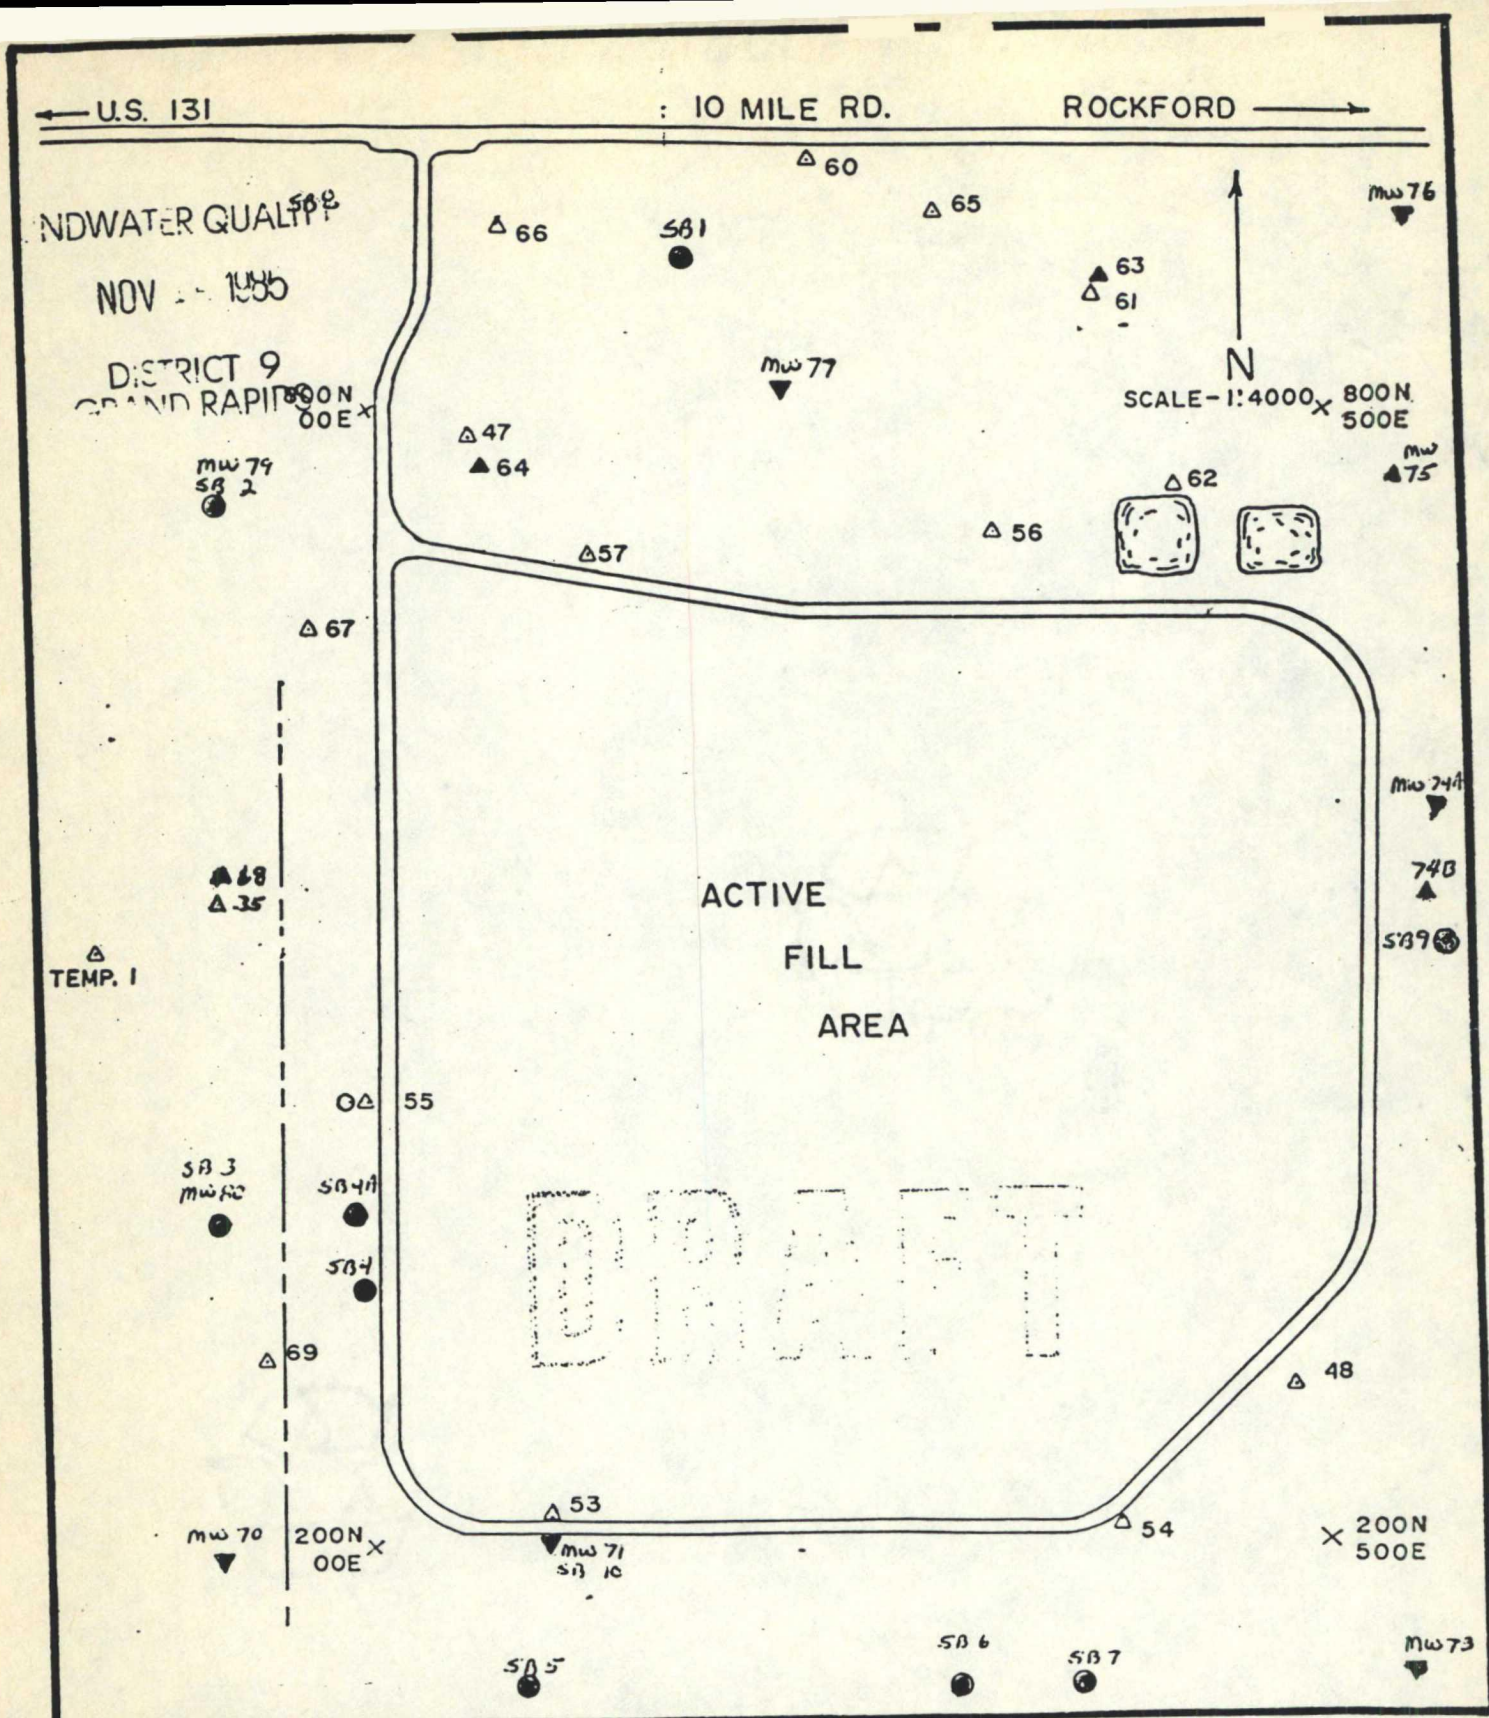 U.S. 131
: 10 MILE RD.
ROCKFORD
60
NDWATER QUALITY
SB8
66
SB1
65
MW 76
63
61
NOV 1985
MW 77
N
DISTRICT 9
GRAND RAPIDS
800N
00E
SCALE-1:4000
800N
500E
47
64
MW 79
SB 2
MW
75
62
56
57
67
MW 74A
68
35
74B
ACTIVE
FILL
AREA
SB9
TEMP. 1
55
SB 3
SB4A
SB4
DRAFT
69
48
53
54
MW 70
200N
00E
MW 71
SB 10
200N
500E
SB 5
SB 6
SB 7
MW 73